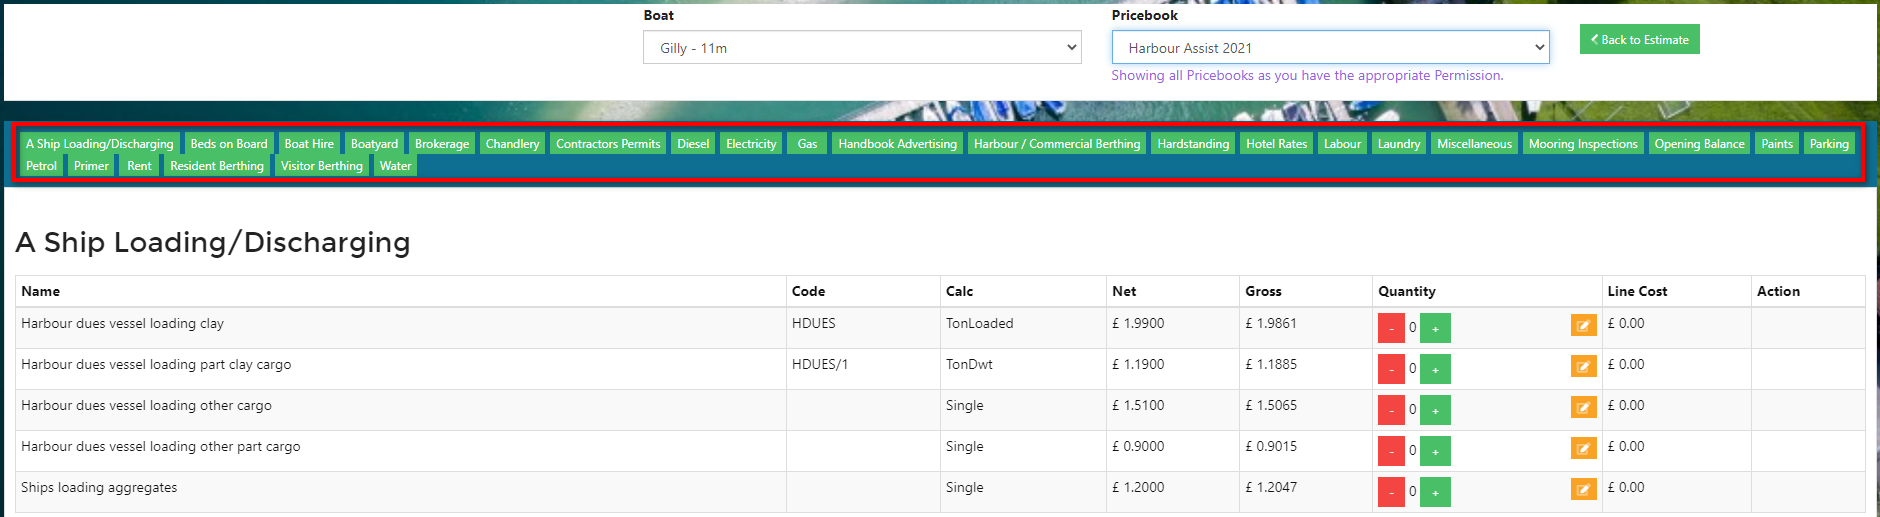 Boat Pricebook
Gilly - 11m Harbour Assist 2021 Back to Estimate
Showing all Pricebooks as you have the appropriate Permission.
A Ship Loading/Discharging Beds on Board Boat Hire Boatyard Brokerage Chandlery Contractors Permits Diesel Electricity Gas Handbook Advertising Harbour / Commercial Berthing Hardstanding Hotel Rates Labour Laundry Miscellaneous Mooring Inspections Opening Balance Paints Parking
Petrol Primer Rent Resident Berthing Visitor Berthing Water
A Ship Loading/Discharging
Name Code Calc Net Gross Quantity Line Cost Action
Harbour dues vessel loading clay HDUES TonLoaded £ 1.9900 £ 1.9861 - 0 + £ 0.00
Harbour dues vessel loading part clay cargo HDUES/1 TonDwt £ 1.1900 £ 1.1885 - 0 + £ 0.00
Harbour dues vessel loading other cargo Single £ 1.5100 £ 1.5065 - 0 + £ 0.00
Harbour dues vessel loading other part cargo Single £ 0.9000 £ 0.9015 - 0 + £ 0.00
Ships loading aggregates Single £ 1.2000 £ 1.2047 - 0 + £ 0.00